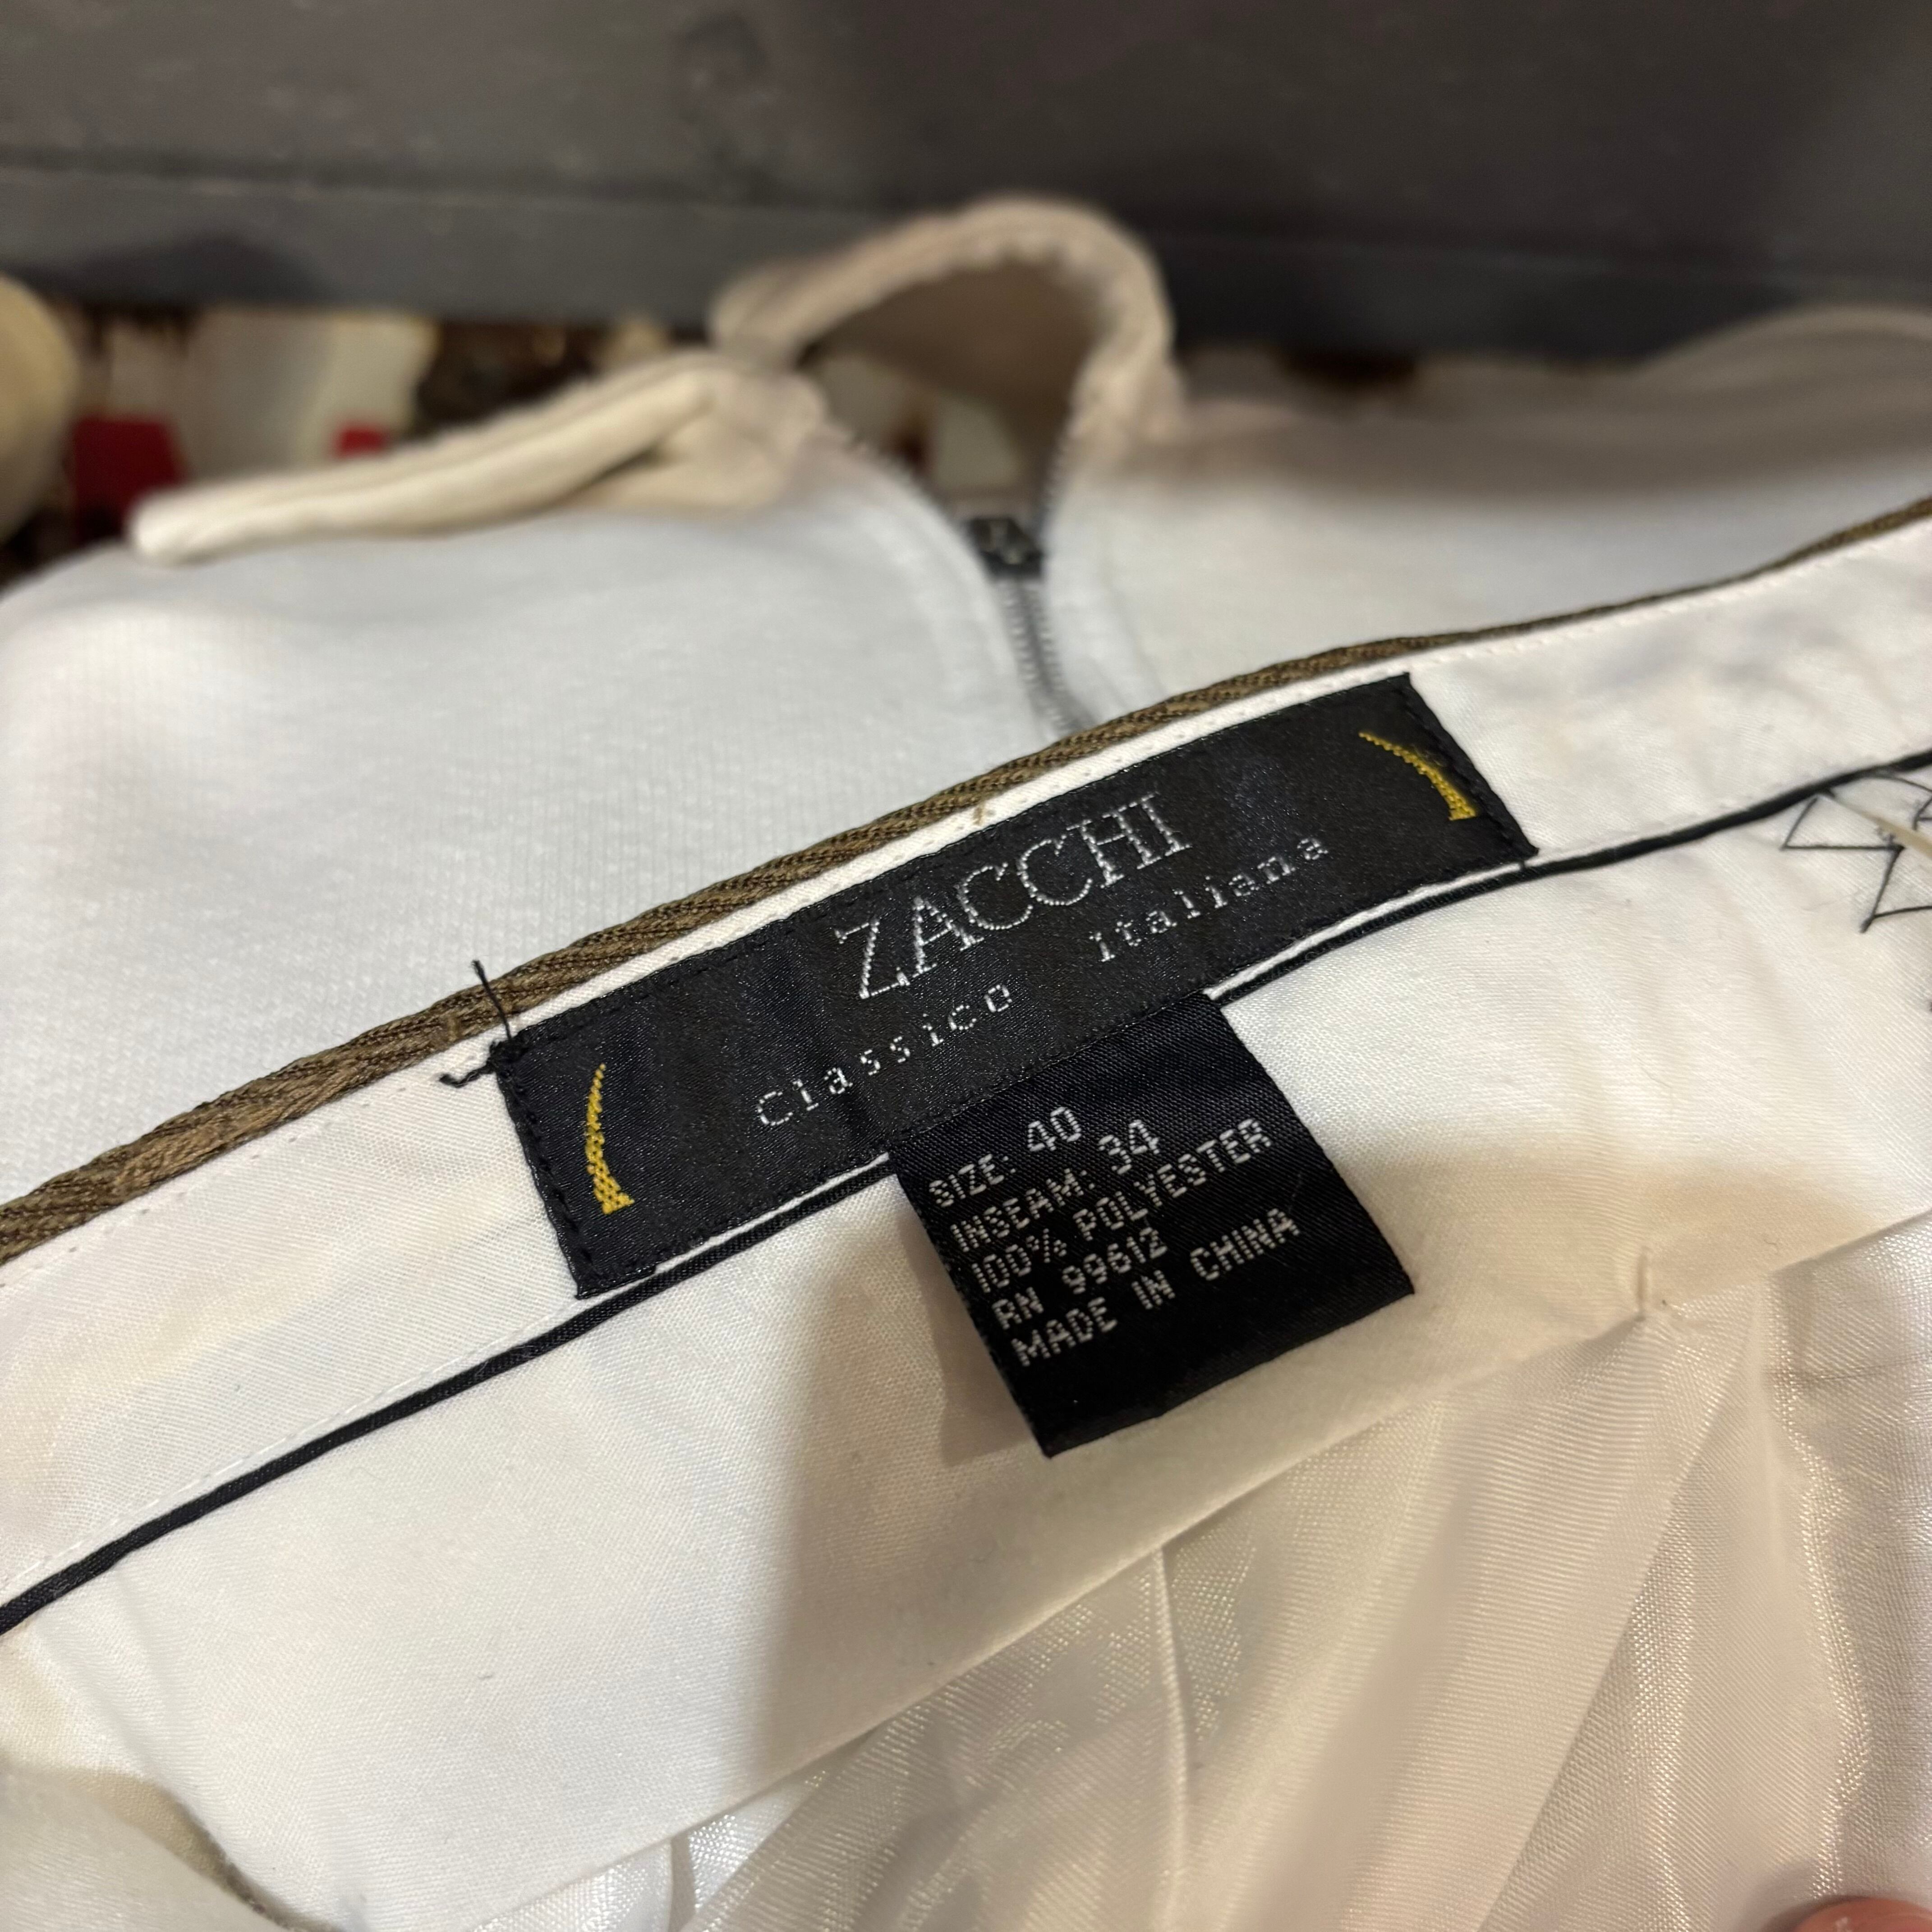 ZACCHI
Classico Italiana
SIZE: 40
INSEAM: 34
100% POLYESTER
RN 99612
MADE IN CHINA